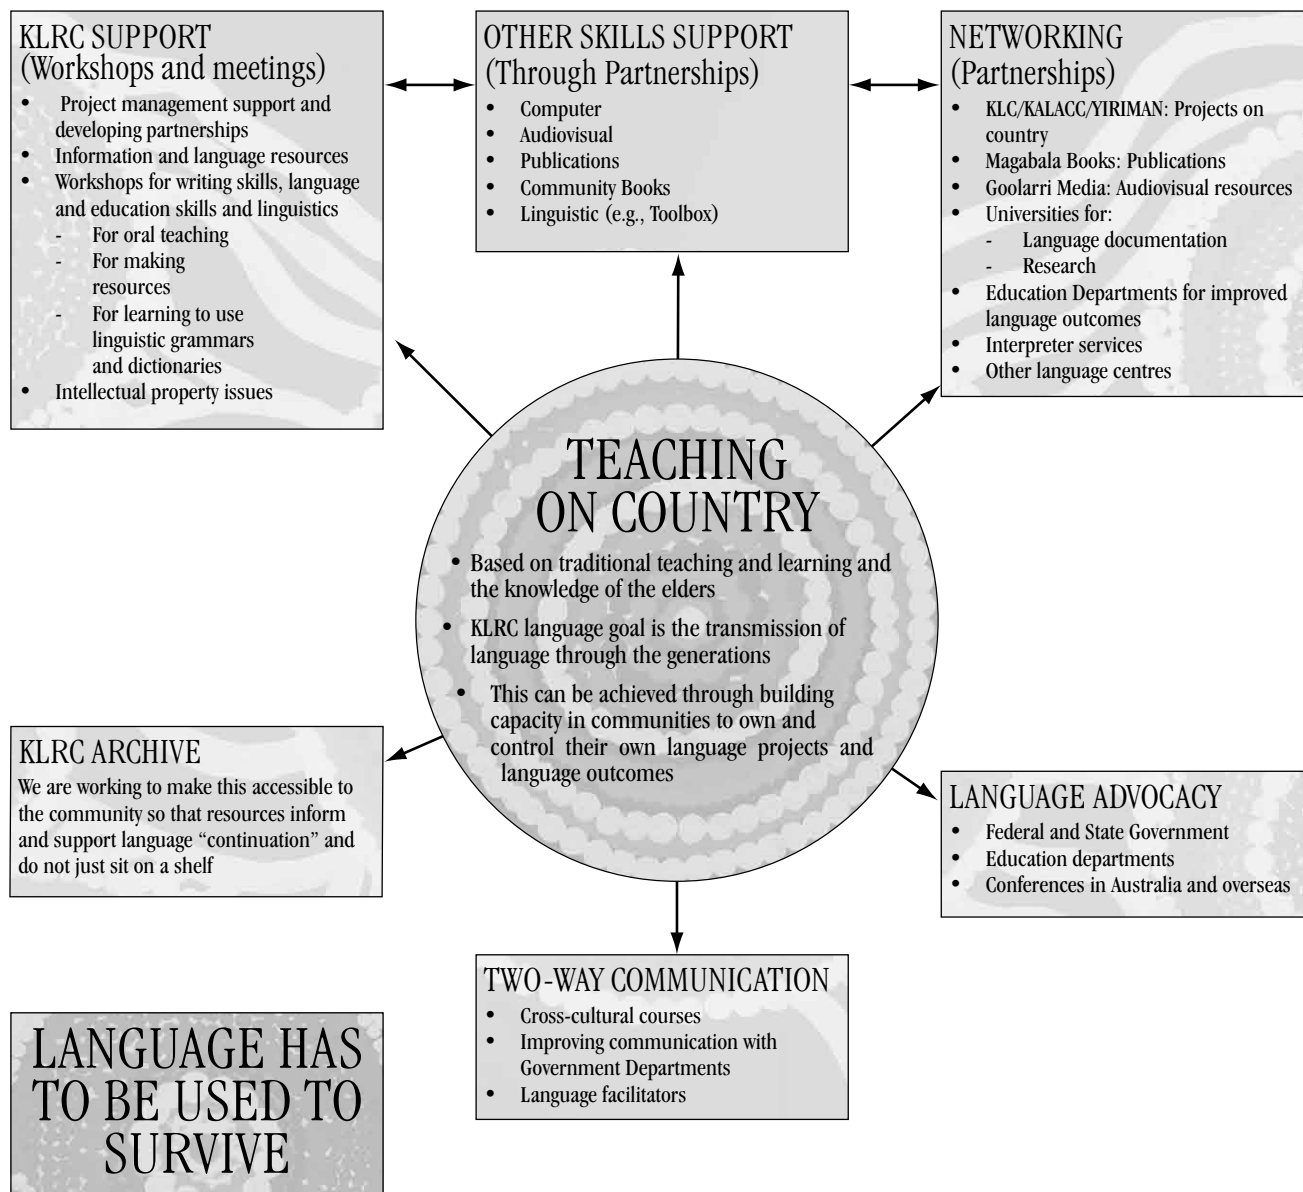 KLRC SUPPORT
(Workshops and meetings)
• Project management support and
developing partnerships
• Information and language resources
• Workshops for writing skills, language
and education skills and linguistics
- For oral teaching
- For making
resources
- For learning to use
linguistic grammars
and dictionaries
• Intellectual property issues
OTHER SKILLS SUPPORT
(Through Partnerships)
• Computer
• Audiovisual
• Publications
• Community Books
• Linguistic (e.g., Toolbox)
NETWORKING
(Partnerships)
• KLC/KALACC/YIRIMAN: Projects on
country
• Magabala Books: Publications
• Goolarri Media: Audiovisual resources
• Universities for:
- Language documentation
- Research
• Education Departments for improved
language outcomes
• Interpreter services
• Other language centres
TEACHING
ON COUNTRY
• Based on traditional teaching and learning and
the knowledge of the elders
• KLRC language goal is the transmission of
language through the generations
• This can be achieved through building
capacity in communities to own and
control their own language projects and
language outcomes
KLRC ARCHIVE
We are working to make this accessible to
the community so that resources inform
and support language “continuation” and
do not just sit on a shelf
LANGUAGE ADVOCACY
• Federal and State Government
• Education departments
• Conferences in Australia and overseas
TWO-WAY COMMUNICATION
• Cross-cultural courses
• Improving communication with
Government Departments
• Language facilitators
LANGUAGE HAS
TO BE USED TO
SURVIVE